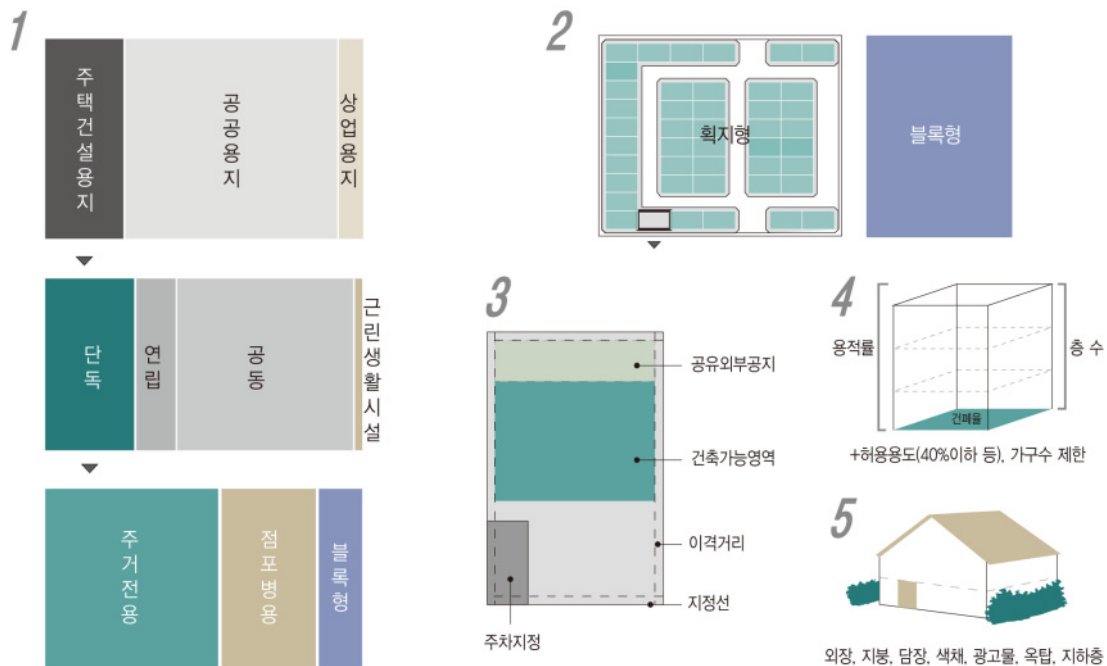 1
주택건설용지
공공용지
상업용지
단독
연립
공동
근린생활시설
주거전용
점포병용
블록형
2
획지형
블록형
3
공유외부공지
건축가능영역
이격거리
지정선
주차지정
4
용적률
층 수
건폐율
+허용용도(40%이하 등), 가구수 제한
5
외장, 지붕, 담장, 색채, 광고물, 옥탑, 지하층